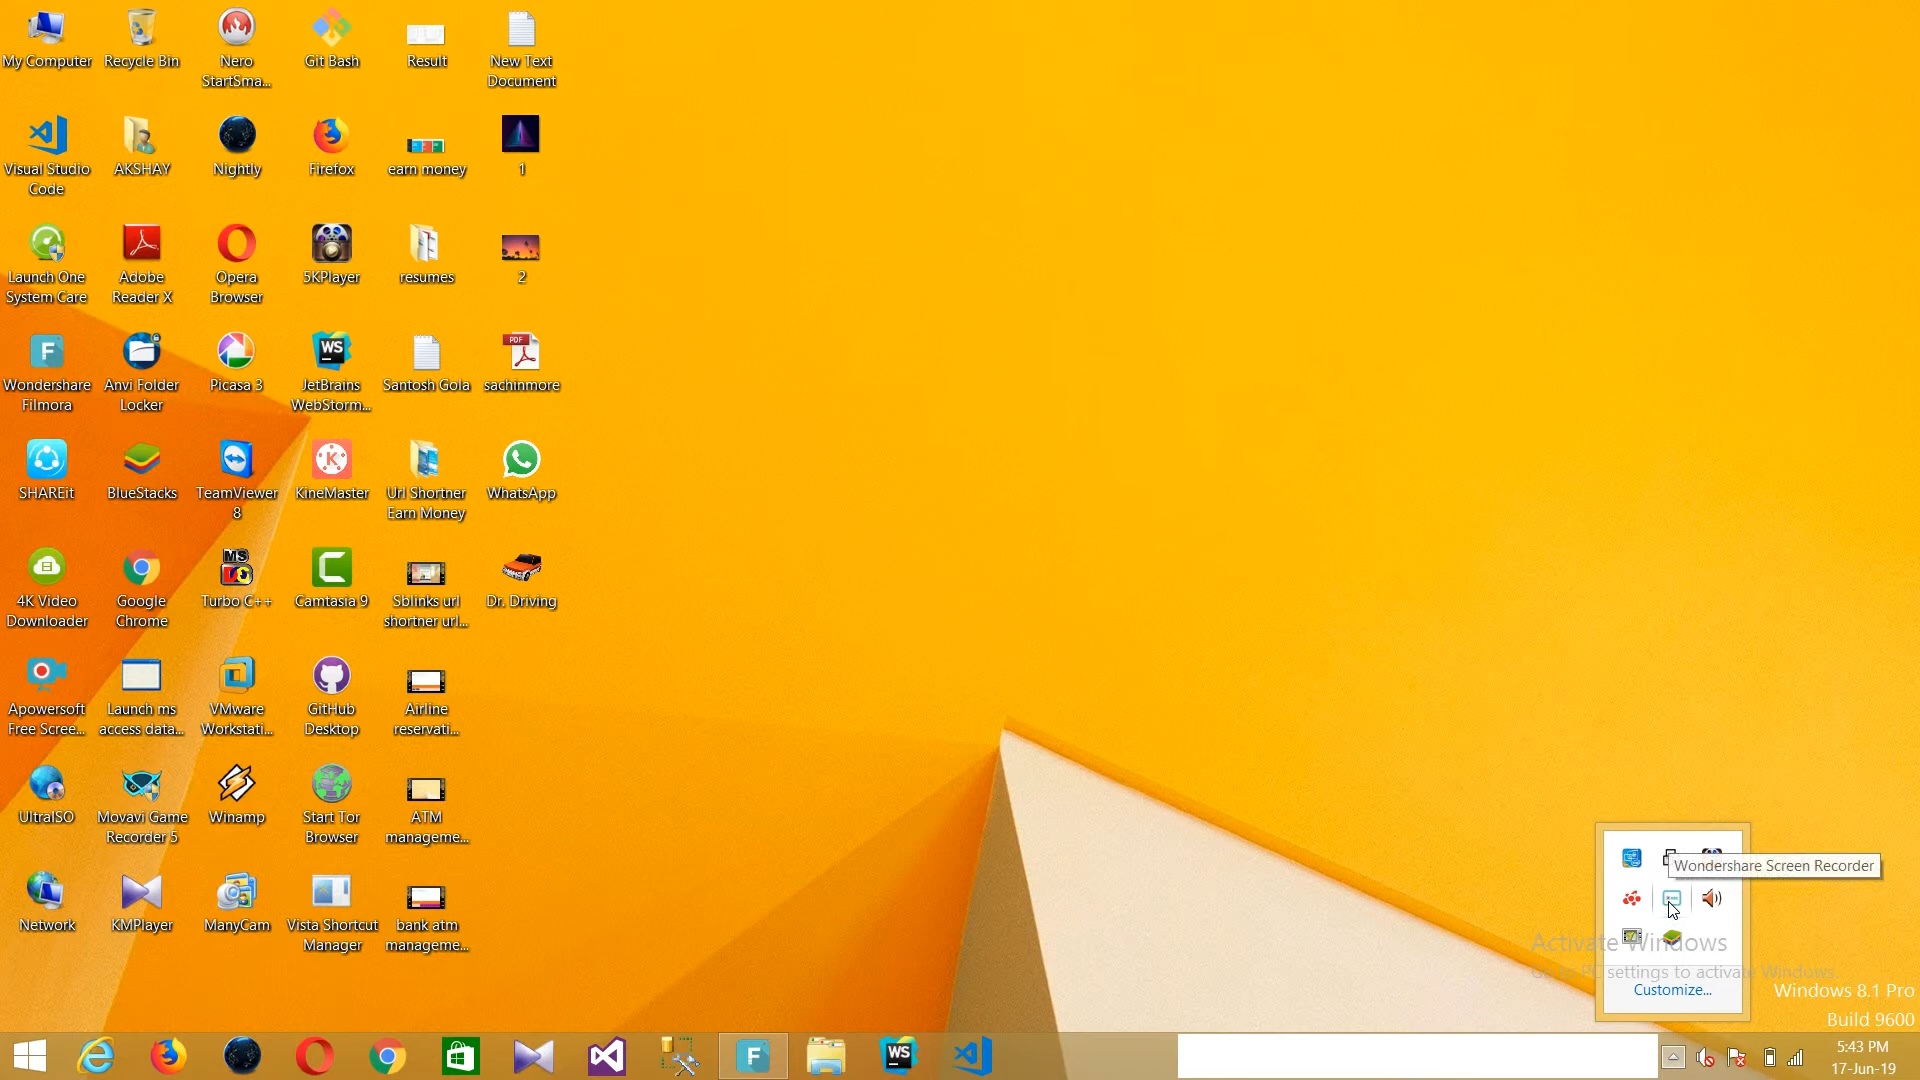 My Computer
Recycle Bin
Nero
StartSma...
Git Bash
Result
New Text
Document
Visual Studio
Code
AKSHAY
Nightly
Firefox
earn money
1
Launch One
System Care
Adobe
Reader X
Opera
Browser
5KPlayer
resumes
2
Wondershare
Filmora
Anvi Folder
Locker
Picasa 3
WS
JetBrains
WebStorm...
Santosh Gola
PDF
sachinmore
SHAREit
BlueStacks
TeamViewer
8
KineMaster
Url Shortner
Earn Money
WhatsApp
4K Video
Downloader
Google
Chrome
MS
Turbo C++
Camtasia 9
Sblinks url
shortner url...
Dr. Driving
Apowersoft
Free Scree...
Launch ms
access data...
VMware
Workstati...
GitHub
Desktop
Airline
reservati...
UltraISO
Movavi Game
Recorder 5
Winamp
Start Tor
Browser
ATM
manageme...
Network
KMPlayer
ManyCam
Vista Shortcut
Manager
bank atm
manageme...
Wondershare Screen Recorder
Activate Windows
Go to PC settings to activate Windows.
Customize...
Windows 8.1 Pro
Build 9600
WS
5:43 PM
17-Jun-19